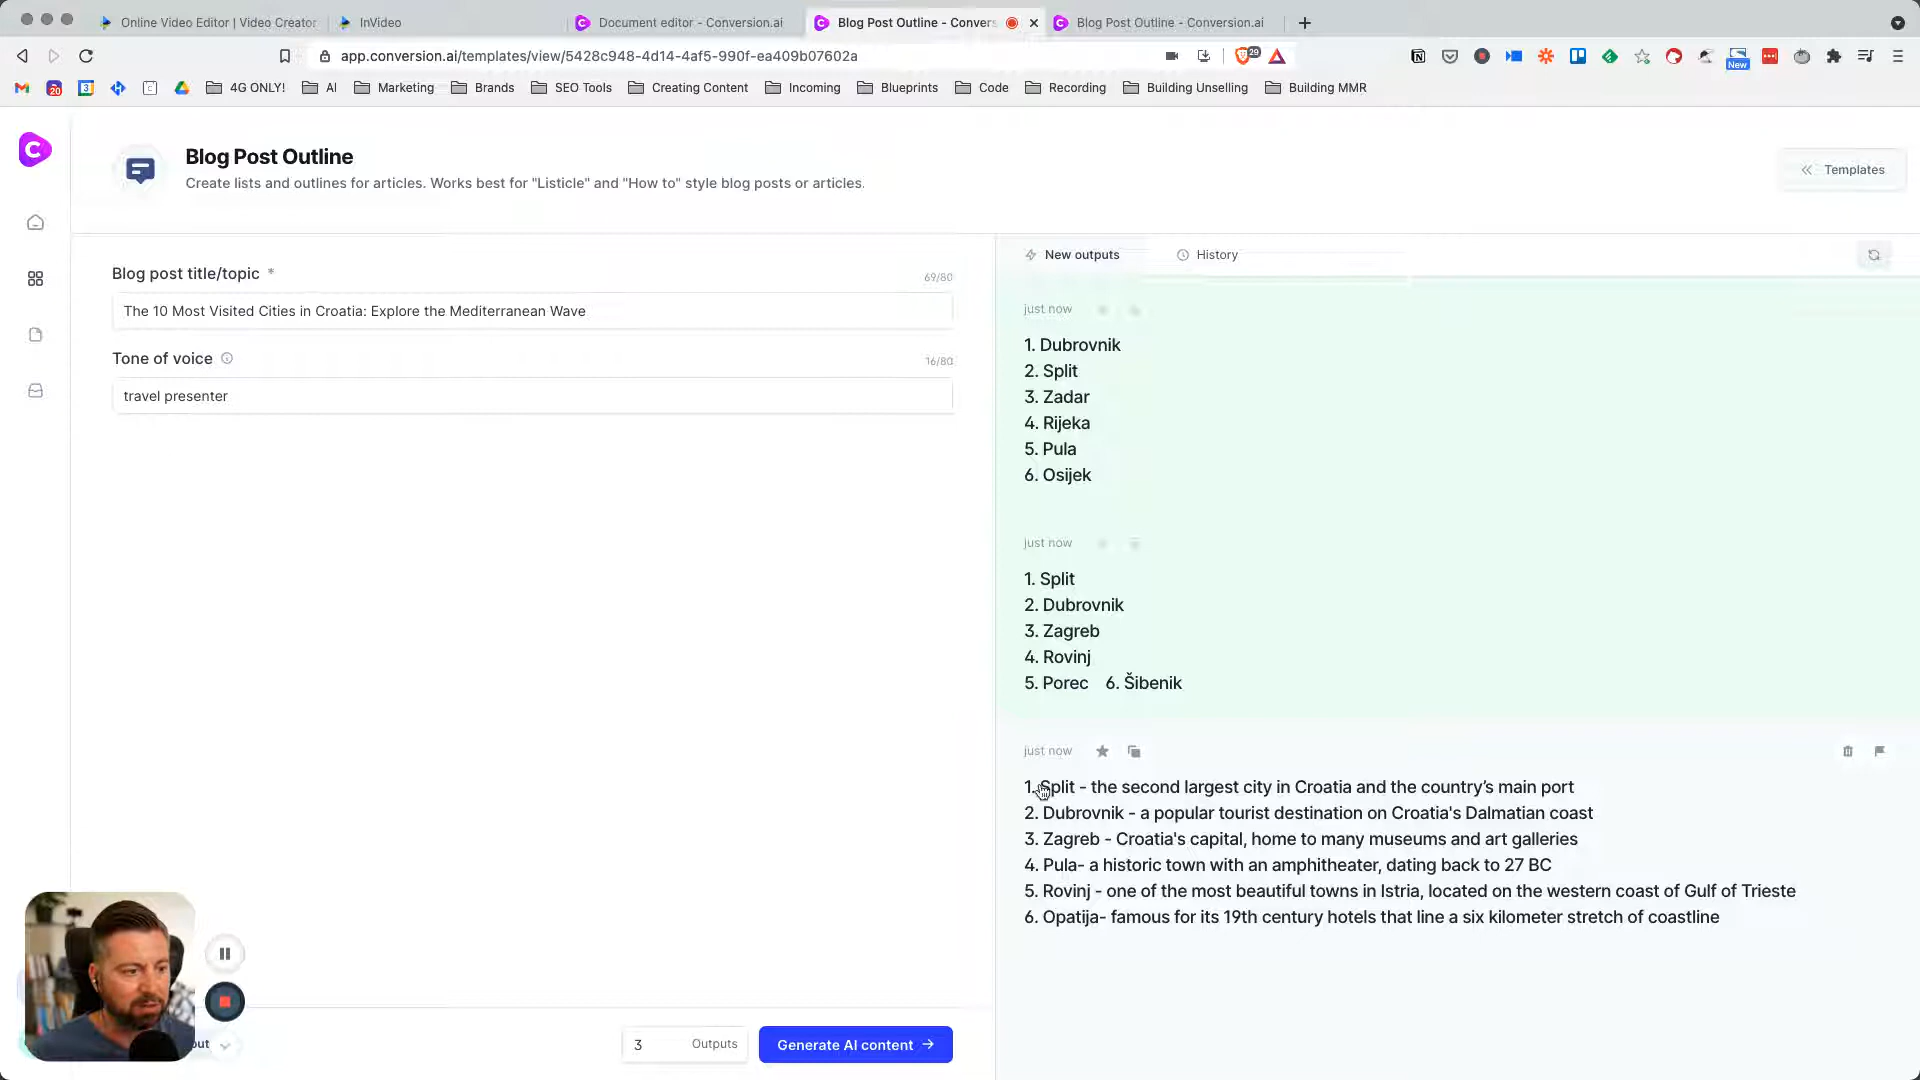 Online Video Editor | Video Creator
InVideo
Document editor - Conversion.ai
Blog Post Outline - Convers
Blog Post Outline - Conversion.ai
app.conversion.ai/templates/view/5428c948-4d14-4af5-990f-ea409b07602a
29
New
20
3
4G ONLY!
AI
Marketing
Brands
SEO Tools
Creating Content
Incoming
Blueprints
Code
Recording
Building Unselling
Building MMR
C
Blog Post Outline
Create lists and outlines for articles. Works best for "Listicle" and "How to" style blog posts or articles.
Templates
Blog post title/topic *
69/80
The 10 Most Visited Cities in Croatia: Explore the Mediterranean Wave
Tone of voice
16/80
travel presenter
New outputs
History
just now
1. Dubrovnik
2. Split
3. Zadar
4. Rijeka
5. Pula
6. Osijek
just now
1. Split
2. Dubrovnik
3. Zagreb
4. Rovinj
5. Porec 6. Šibenik
just now
1. Split - the second largest city in Croatia and the country’s main port
2. Dubrovnik - a popular tourist destination on Croatia's Dalmatian coast
3. Zagreb - Croatia's capital, home to many museums and art galleries
4. Pula- a historic town with an amphitheater, dating back to 27 BC
5. Rovinj - one of the most beautiful towns in Istria, located on the western coast of Gulf of Trieste
6. Opatija- famous for its 19th century hotels that line a six kilometer stretch of coastline
out
3 Outputs
Generate AI content